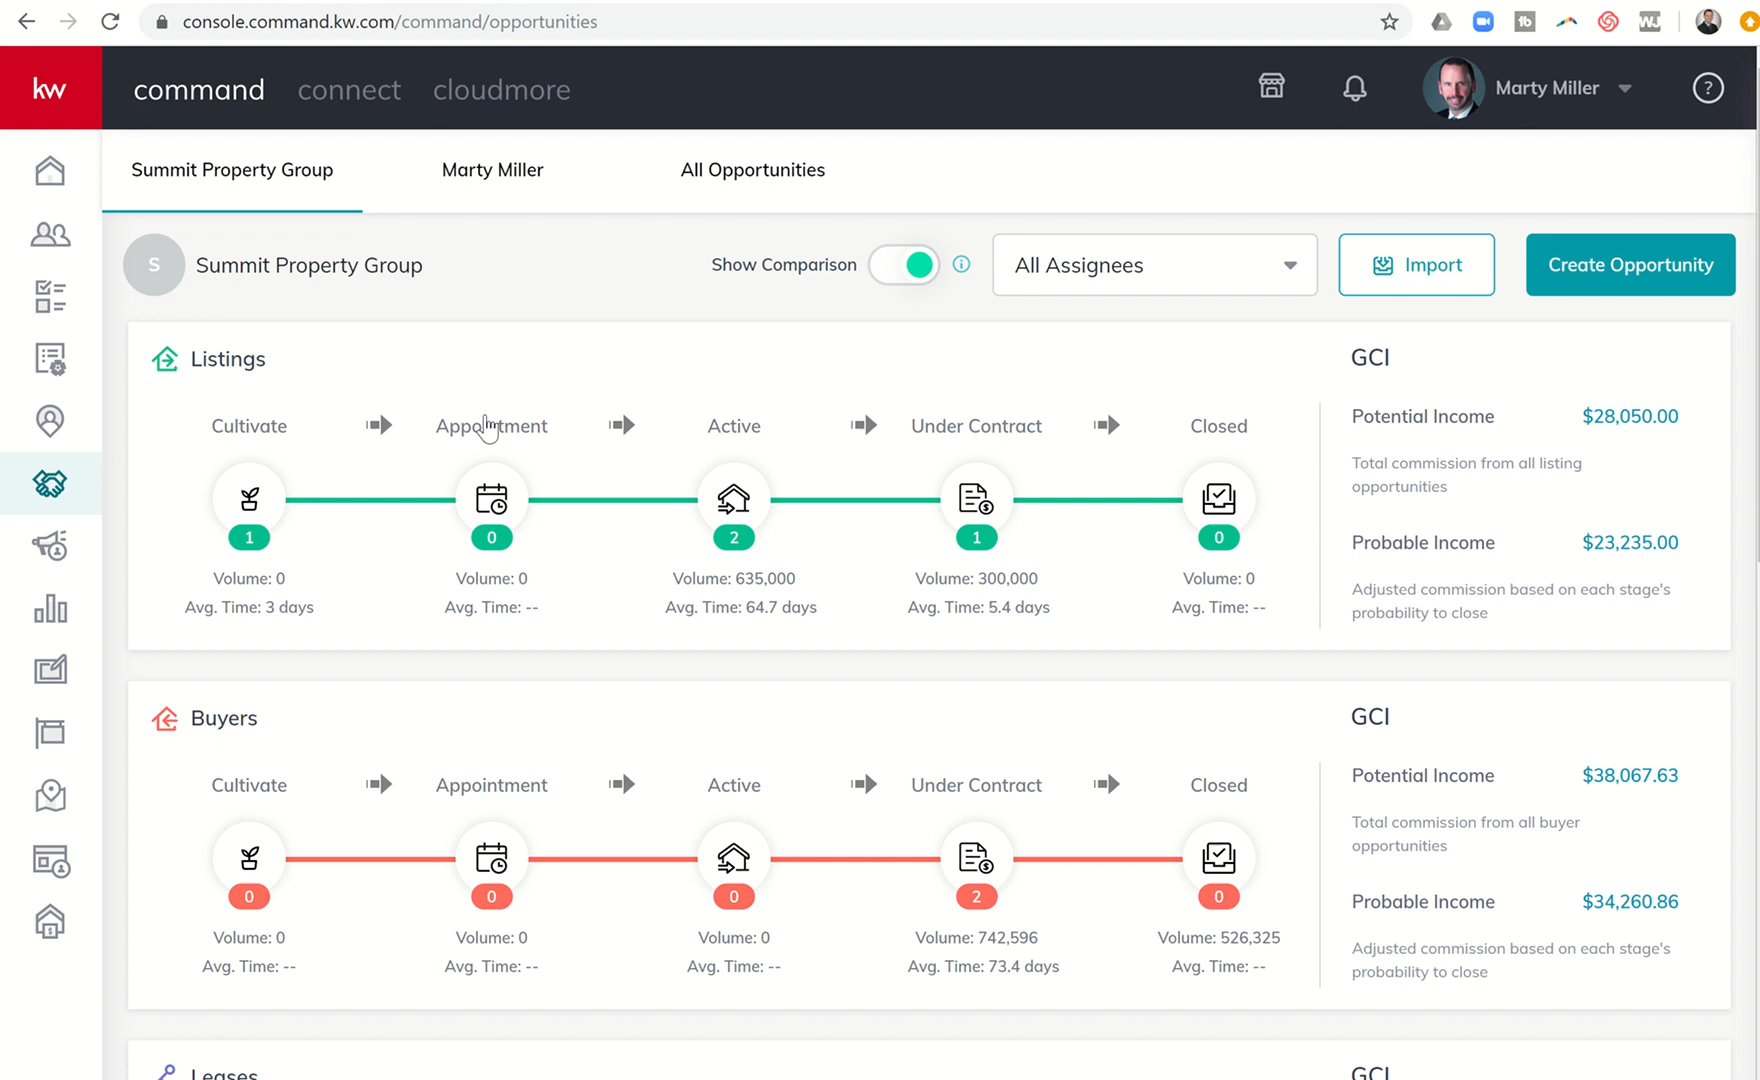 console.command.kw.com/command/opportunities
kw
command connect cloudmore
Marty Miller
?
Summit Property Group Marty Miller All Opportunities
S Summit Property Group
Show Comparison
All Assignees
Import
Create Opportunity
Listings
Cultivate Appointment Active Under Contract Closed
1 0 2 1 0
Volume: 0 Volume: 0 Volume: 635,000 Volume: 300,000 Volume: 0
Avg. Time: 3 days Avg. Time: -- Avg. Time: 64.7 days Avg. Time: 5.4 days Avg. Time: --
GCI
Potential Income $28,050.00
Total commission from all listing
opportunities
Probable Income $23,235.00
Adjusted commission based on each stage's
probability to close
Buyers
Cultivate Appointment Active Under Contract Closed
0 0 0 2 0
Volume: 0 Volume: 0 Volume: 0 Volume: 742,596 Volume: 526,325
Avg. Time: -- Avg. Time: -- Avg. Time: -- Avg. Time: 73.4 days Avg. Time: --
GCI
Potential Income $38,067.63
Total commission from all buyer
opportunities
Probable Income $34,260.86
Adjusted commission based on each stage's
probability to close
Leases
GCI